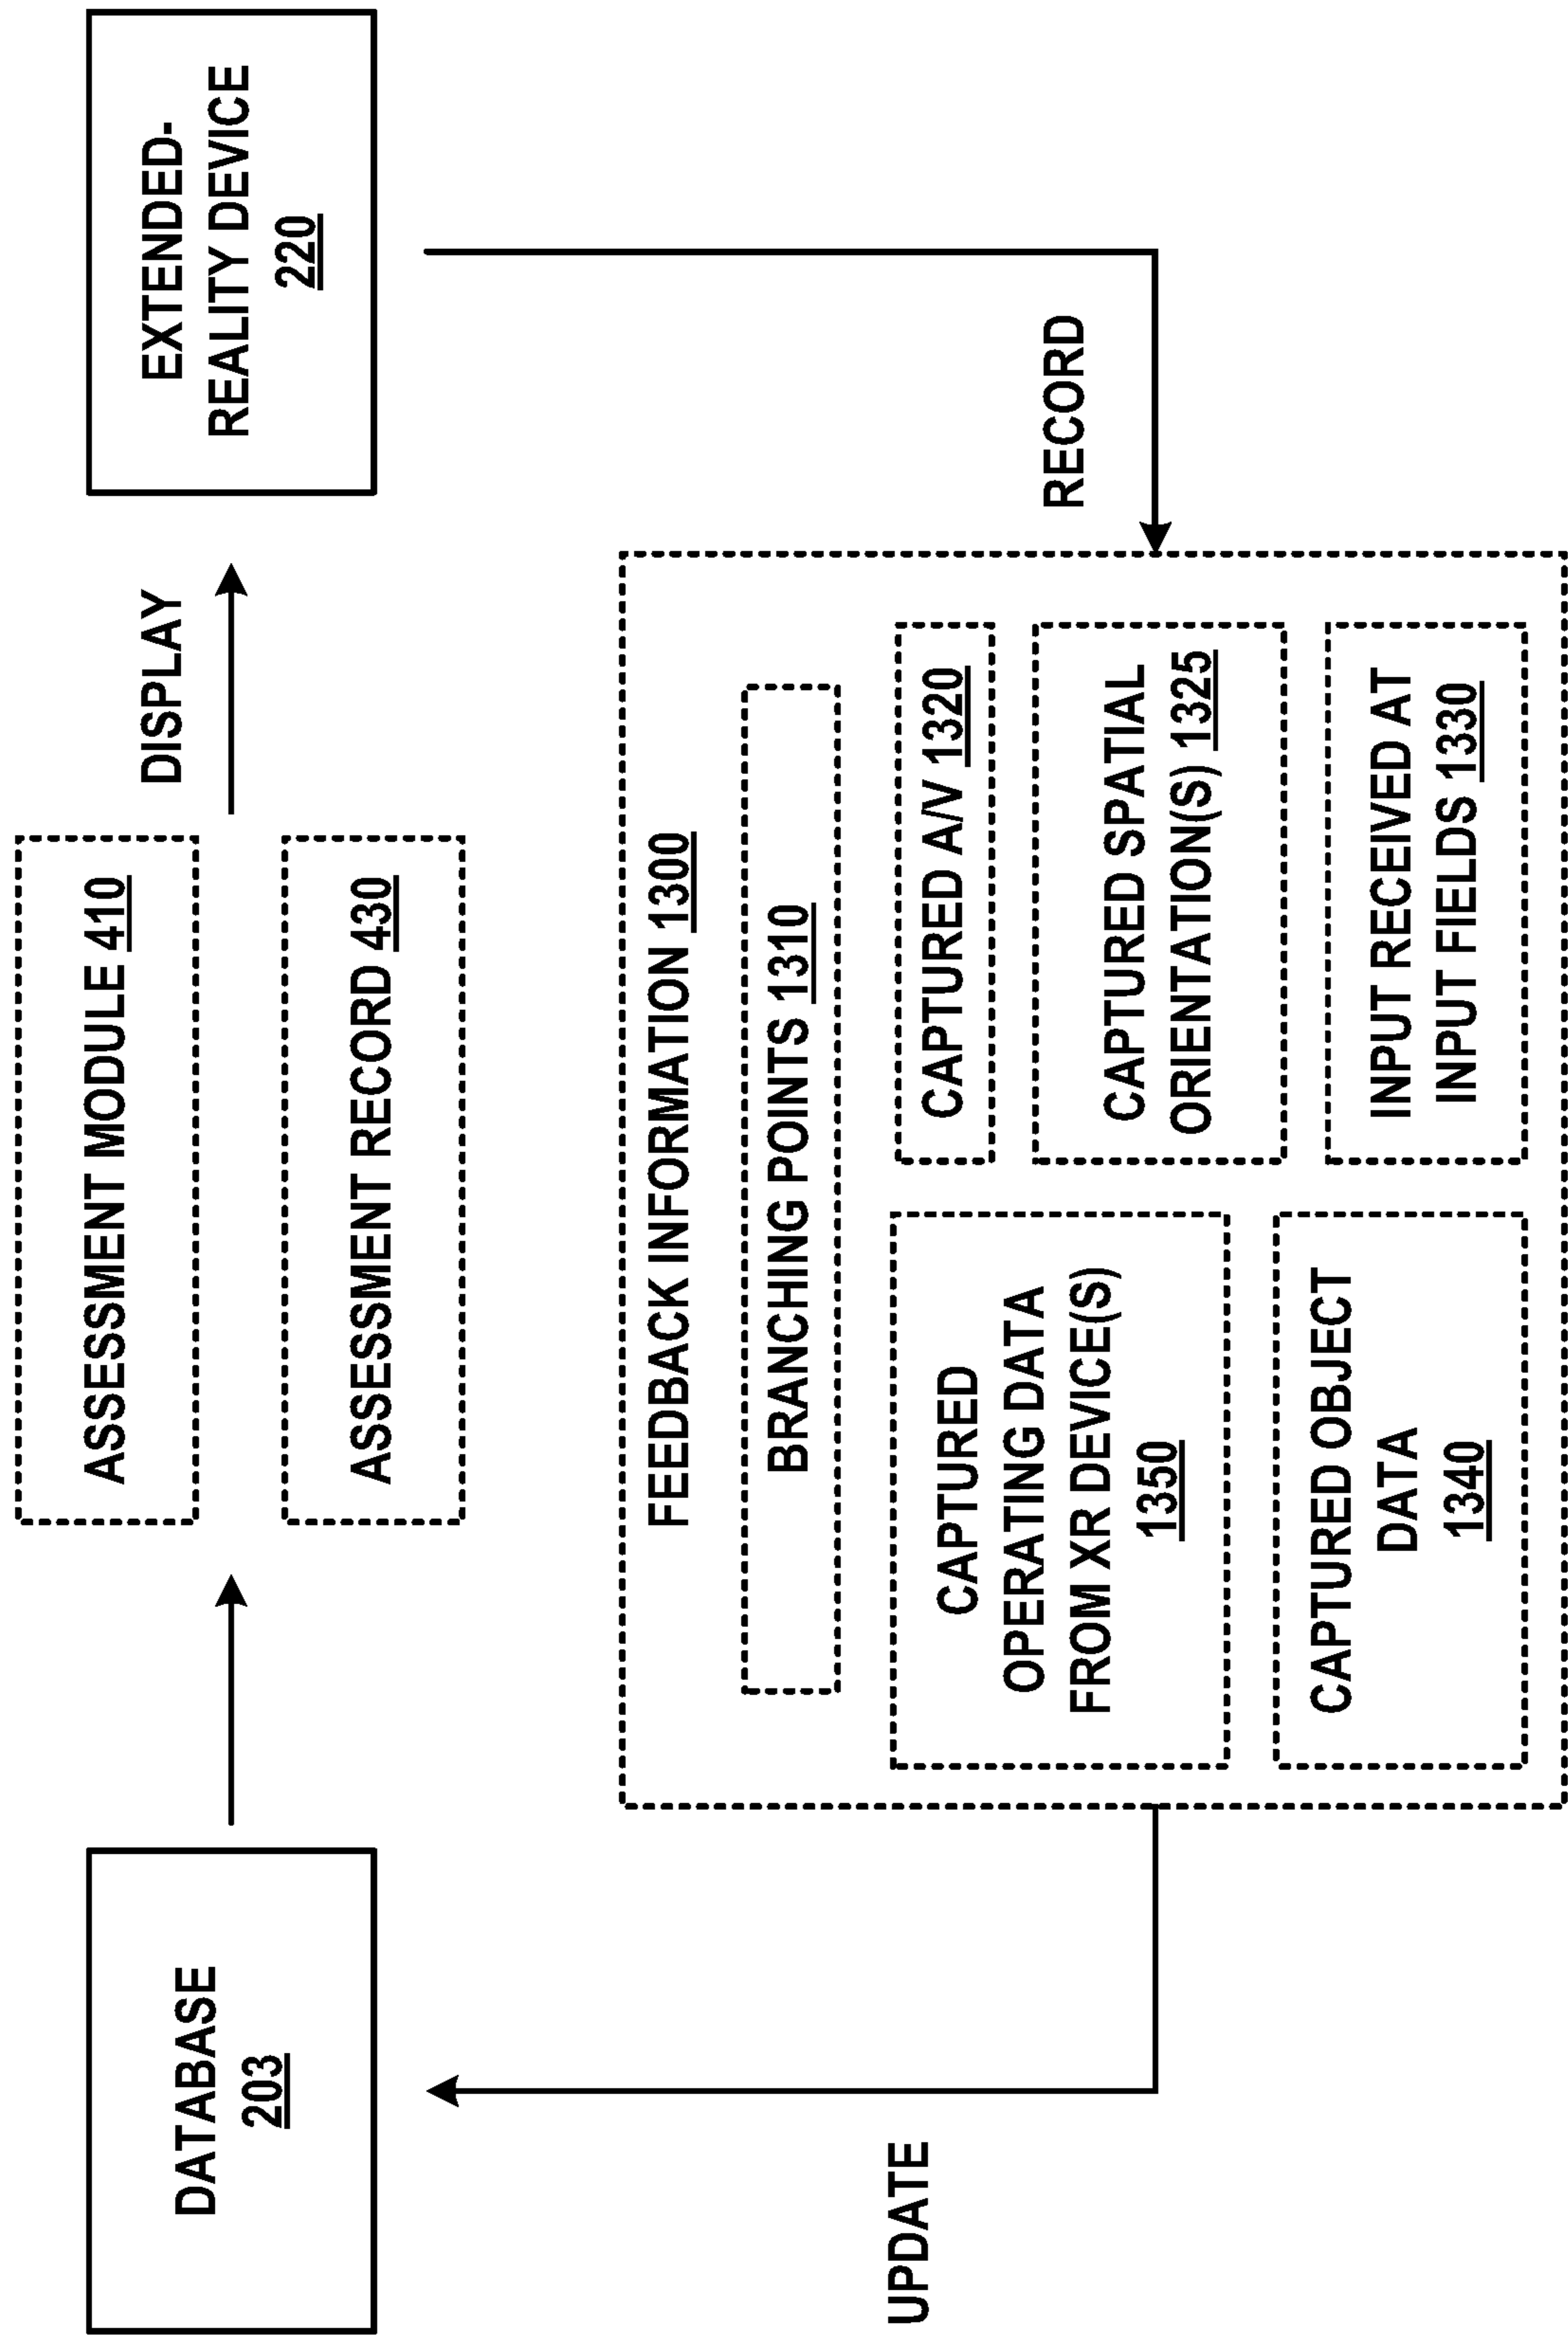 DATABASE
203
ASSESSMENT MODULE 410
ASSESSMENT RECORD 430
DISPLAY
EXTENDED-
REALITY DEVICE
220
UPDATE
FEEDBACK INFORMATION 1300
BRANCHING POINTS 1310
CAPTURED
OPERATING DATA
FROM XR DEVICE(S)
1350
CAPTURED OBJECT
DATA
1340
CAPTURED A/V 1320
CAPTURED SPATIAL
ORIENTATION(S) 1325
INPUT RECEIVED AT
INPUT FIELDS 1330
RECORD